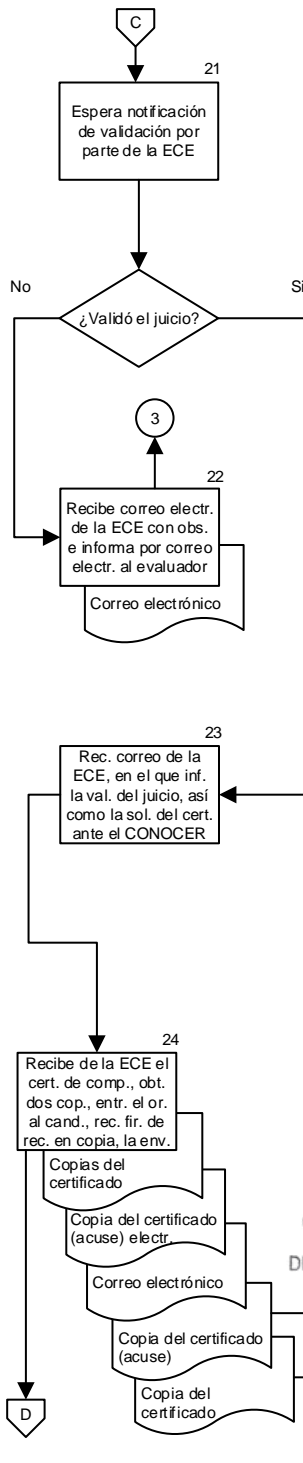 C
21
Espera notificación
de validación por
parte de la ECE
No
Si
¿Validó el juicio?
3
22
Recibe correo electr.
de la ECE con obs.
e informa por correo
electr. al evaluador
Correo electrónico
23
Rec. correo de la
ECE, en el que inf.
la val. del juicio, así
como la sol. del cert.
ante el CONOCER
24
Recibe de la ECE el
cert. de comp., obt.
dos cop., entr. el or.
al cand., rec. fir. de
rec. en copia, la env.
Copias del
certificado
Copia del certificado
(acuse) electr.
Correo electrónico
Copia del certificado
(acuse)
Copia del
certificado
D